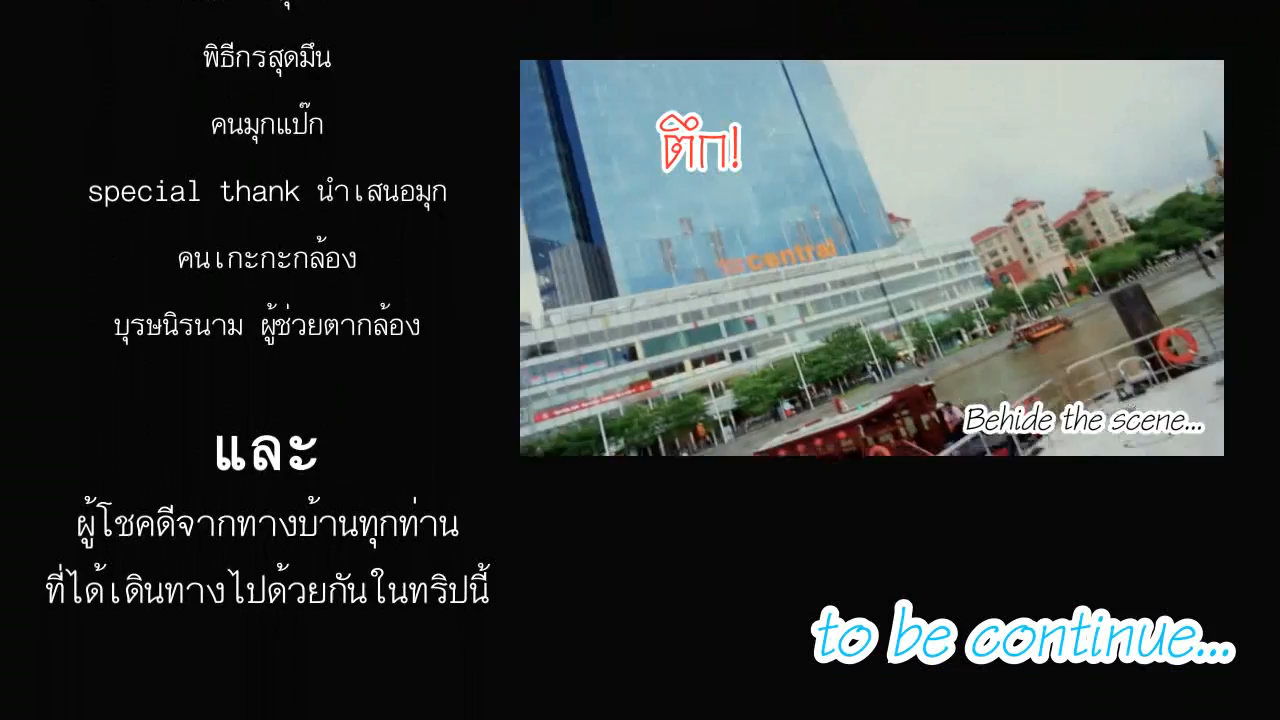 พิธีกรสุดมึน
คนมุกแป๊ก
special thank นำเสนอมุก
คนเกะกะกล้อง
บุรษนิรนาม ผู้ช่วยตากล้อง
และ
ผู้โชคดีจากทางบ้านทุกท่าน
ที่ได้เดินทางไปด้วยกันในทริปนี้
ตึก!
central
Behide the scene...
to be continue...